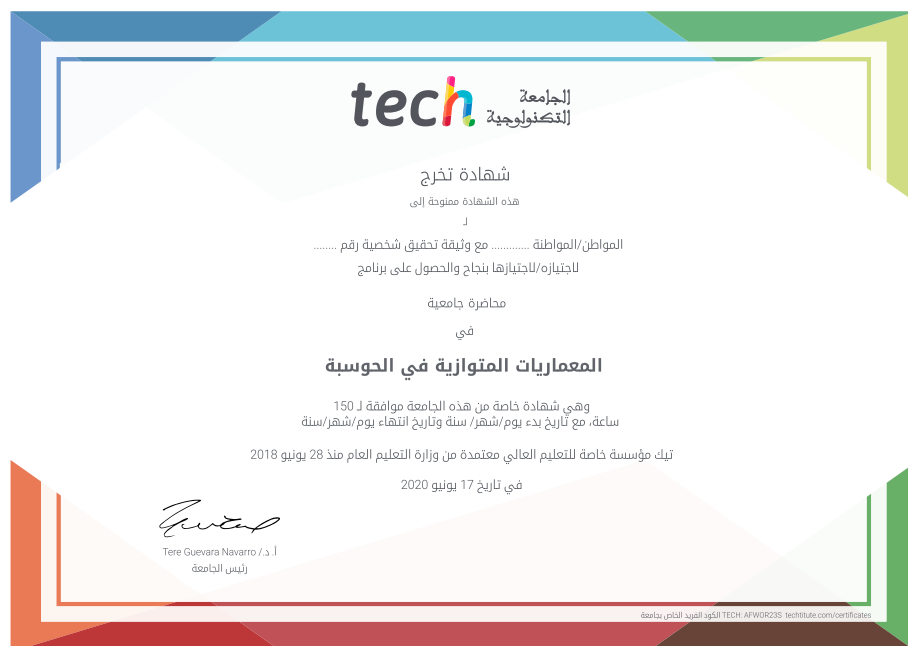 tech
الجامعة
التكنولوجية
شهادة تخرج
هذه الشهادة ممنوحة إلى
لـ
المواطن/المواطنة ............. مع وثيقة تحقيق شخصية رقم ........
لاجتيازه/لاجتيازها بنجاح والحصول على برنامج
محاضرة جامعية
في
المعماريات المتوازية في الحوسبة
وهي شهادة خاصة من هذه الجامعة موافقة لـ 150
ساعة، مع تاريخ بدء يوم/شهر/ سنة وتاريخ انتهاء يوم/شهر/سنة
تيك مؤسسة خاصة للتعليم العالي معتمدة من وزارة التعليم العام منذ 28 يونيو 2018
في تاريخ 17 يونيو 2020
أ. د./ Tere Guevara Navarro
رئيس الجامعة
الكود الفريد الخاص بجامعة TECH: AFWOR23S techtitute.com/certificates